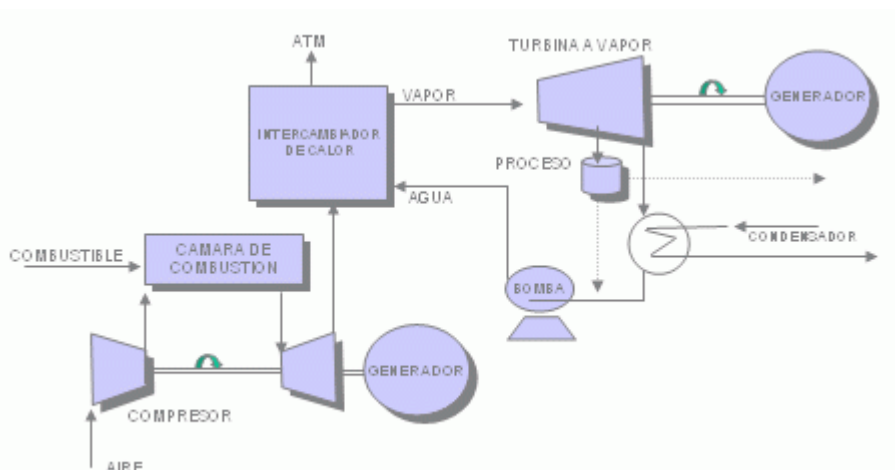 ATM
TURBINA A VAPOR
VAPOR
GENERADOR
INTERCAMBIADOR
DE CALOR
PROCESO
AGUA
CONDENSADOR
COMBUSTIBLE
CAMARA DE
COMBUSTION
BOMBA
GENERADOR
COMPRESOR
AIRE